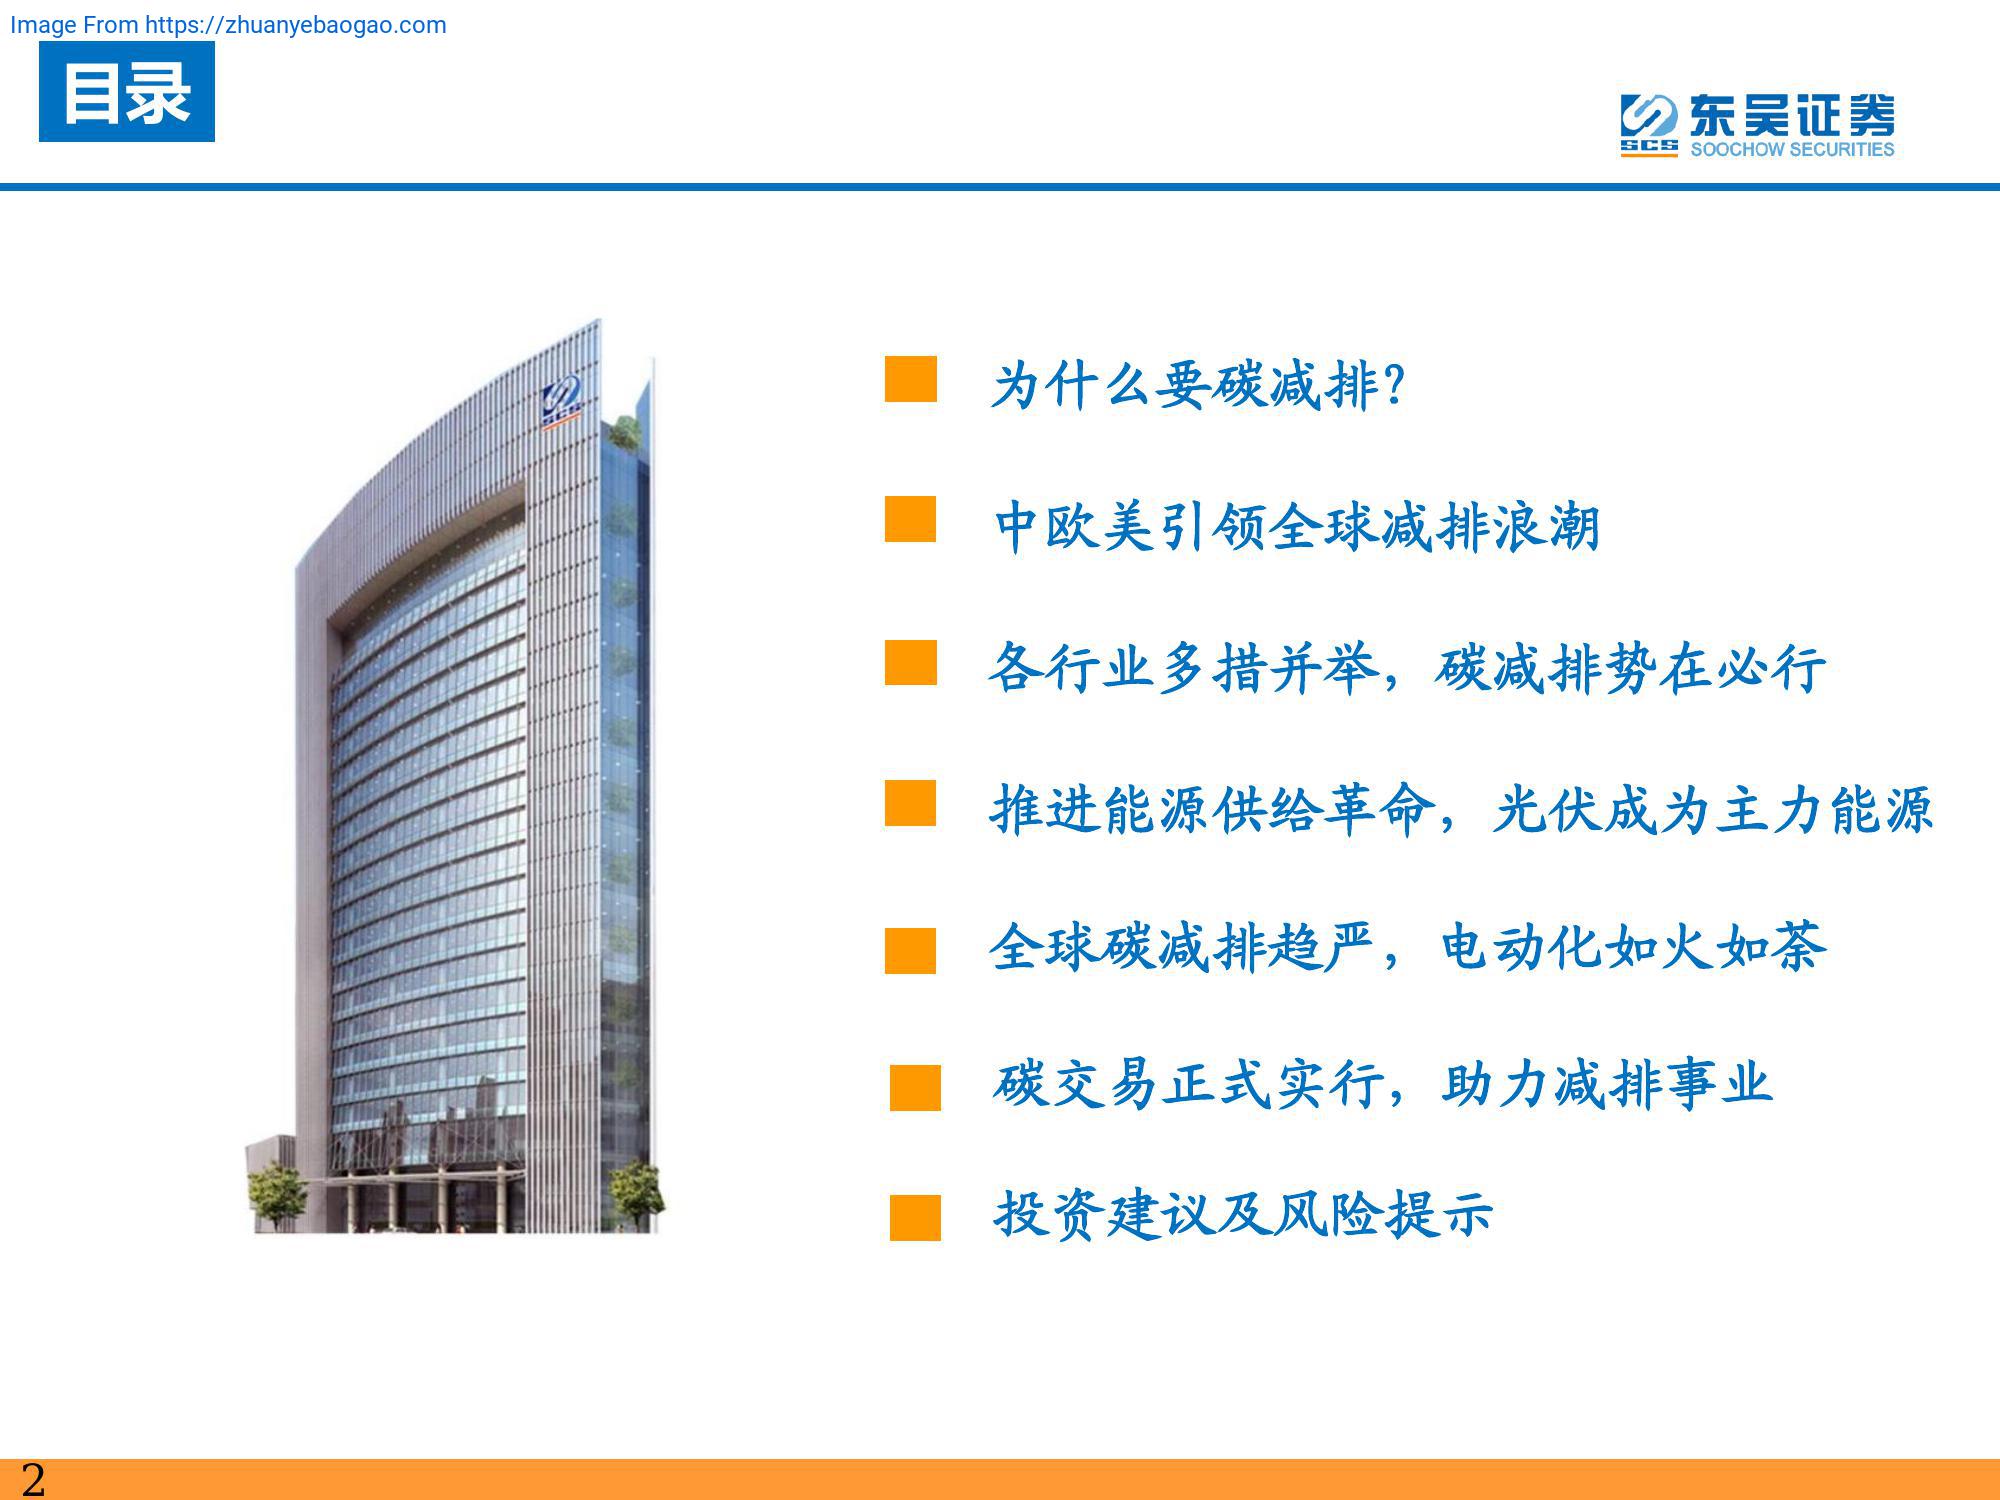 Image From https://zhuanyebaogao.com
目录
东吴证券
SCS
SOOCHOW SECURITIES
SCS
为什么要碳减排？
中欧美引领全球减排浪潮
各行业多措并举，碳减排势在必行
推进能源供给革命，光伏成为主力能源
全球碳减排趋严，电动化如火如荼
碳交易正式实行，助力减排事业
投资建议及风险提示
2